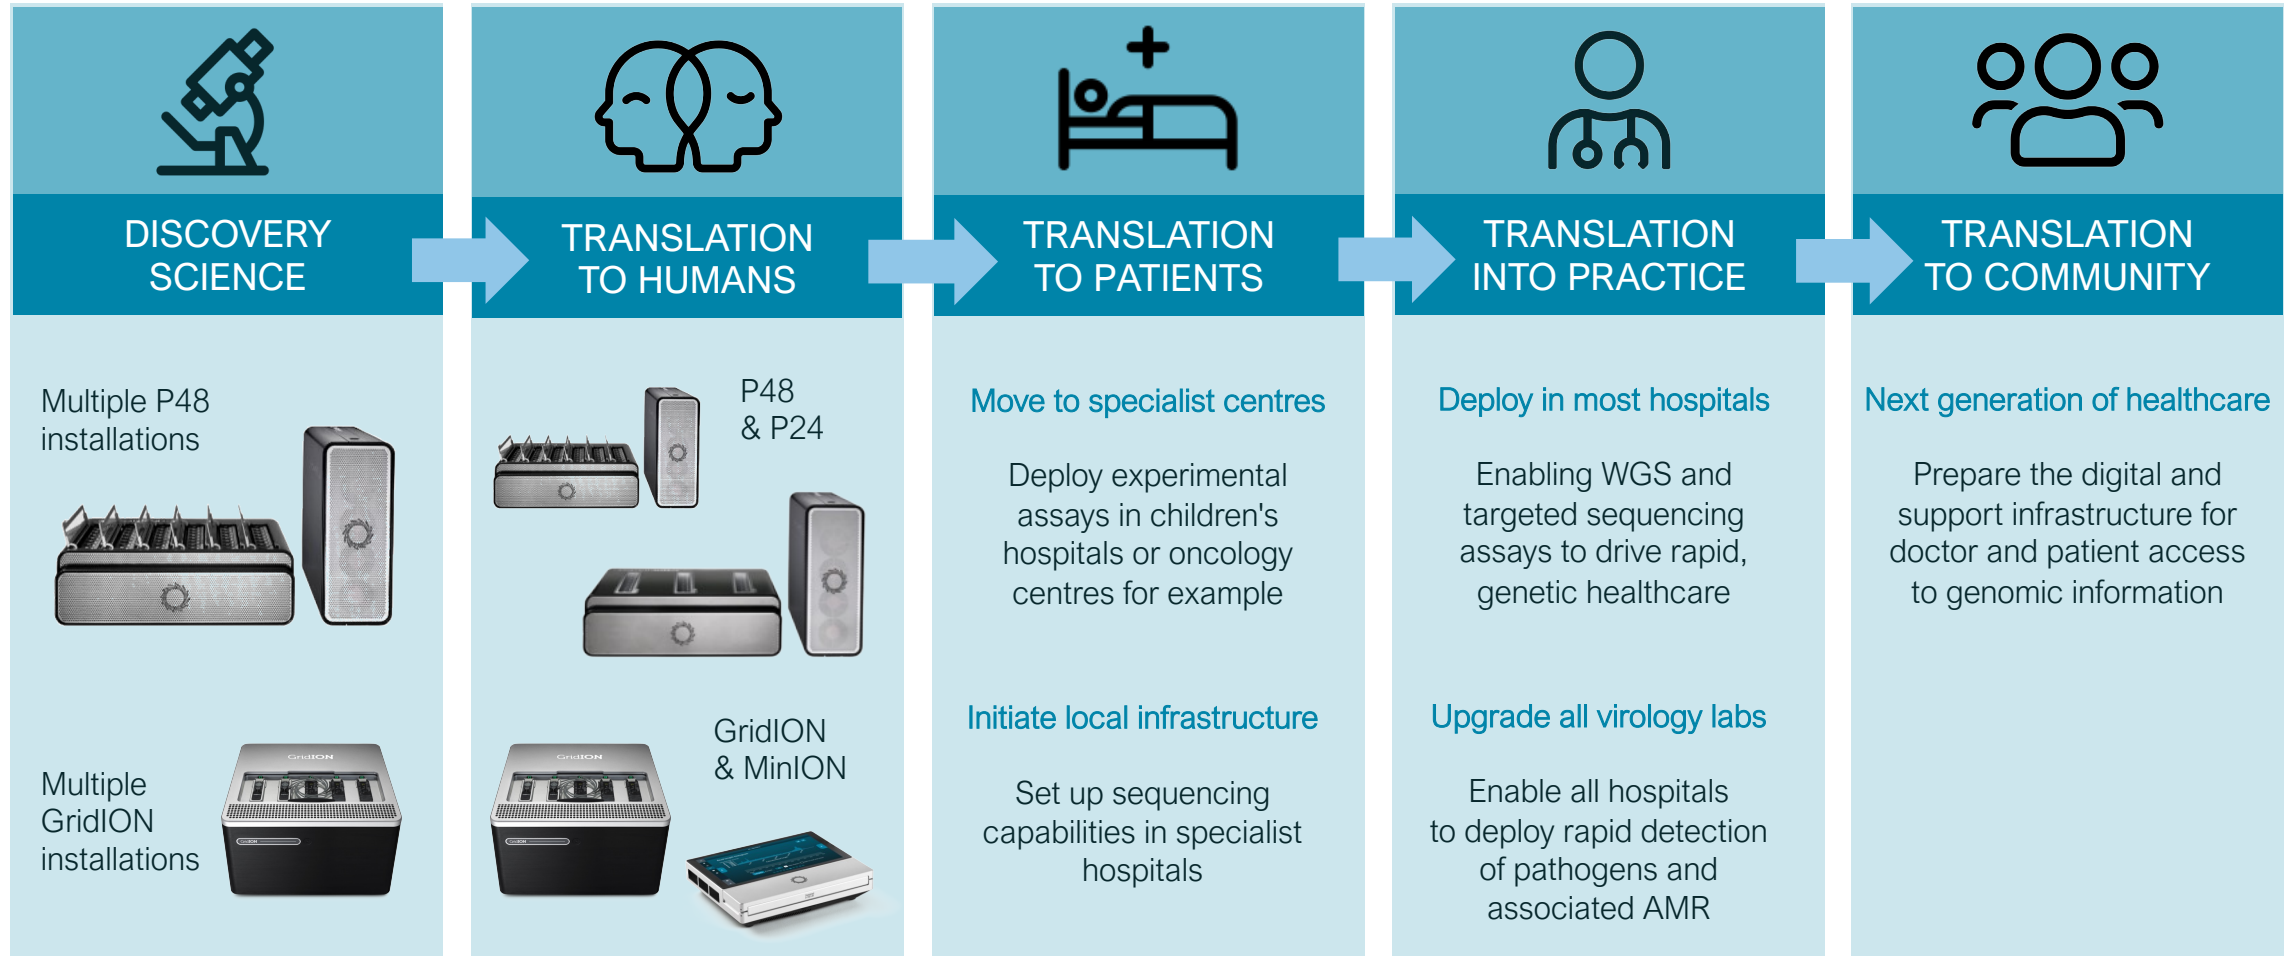 DISCOVERY
SCIENCE
Multiple P48
installations
Multiple
GridION
installations
GridION
GridION
TRANSLATION
TO HUMANS
P48
& P24
GridION
& MinION
GridION
GridION
TRANSLATION
TO PATIENTS
Move to specialist centres
Deploy experimental
assays in children's
hospitals or oncology
centres for example
Initiate local infrastructure
Set up sequencing
capabilities in specialist
hospitals
TRANSLATION
INTO PRACTICE
Deploy in most hospitals
Enabling WGS and
targeted sequencing
assays to drive rapid,
genetic healthcare
Upgrade all virology labs
Enable all hospitals
to deploy rapid detection
of pathogens and
associated AMR
TRANSLATION
TO COMMUNITY
Next generation of healthcare
Prepare the digital and
support infrastructure for
doctor and patient access
to genomic information